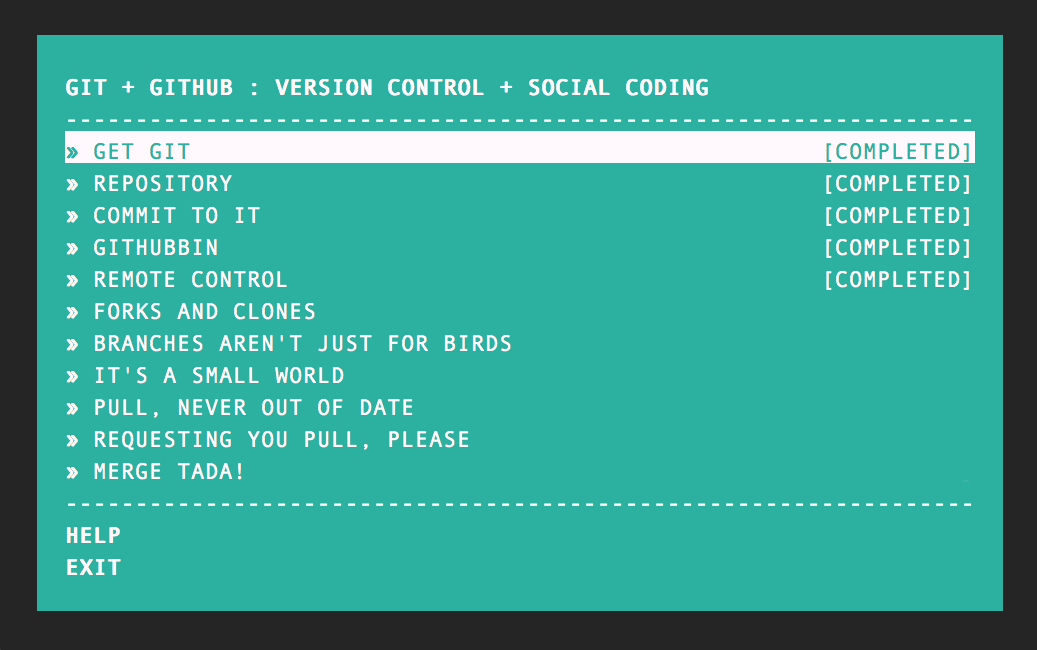 GIT + GITHUB : VERSION CONTROL + SOCIAL CODING
-----------------------------------------------------------------
» GET GIT [COMPLETED]
» REPOSITORY [COMPLETED]
» COMMIT TO IT [COMPLETED]
» GITHUBBIN [COMPLETED]
» REMOTE CONTROL [COMPLETED]
» FORKS AND CLONES
» BRANCHES AREN'T JUST FOR BIRDS
» IT'S A SMALL WORLD
» PULL, NEVER OUT OF DATE
» REQUESTING YOU PULL, PLEASE
» MERGE TADA!
-----------------------------------------------------------------
HELP
EXIT